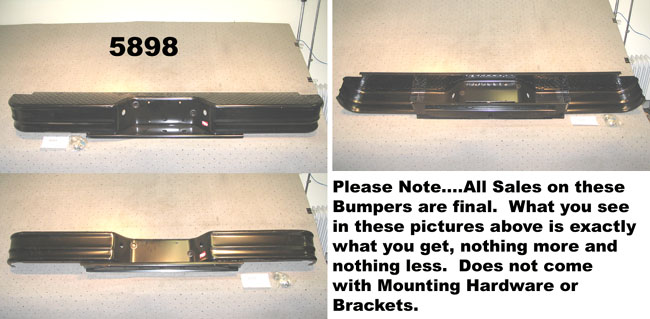 5898
Please Note....All Sales on these
Bumpers are final.  What you see
in these pictures above is exactly
what you get, nothing more and
nothing less.  Does not come
with Mounting Hardware or
Brackets.